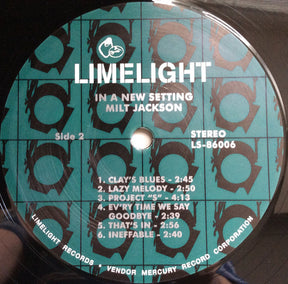 LIMELIGHT
IN A NEW SETTING
MILT JACKSON
Side 2
STEREO
LS-86006
1. CLAY'S BLUES - 2:45
2. LAZY MELODY - 2:50
3. PROJECT "S" - 4:13
4. EV'RY TIME WE SAY
GOODBYE - 2:39
5. THAT'S IN - 2:56
6. INEFFABLE - 2:40
LIMELIGHT RECORDS • VENDOR MERCURY RECORD CORPORATION